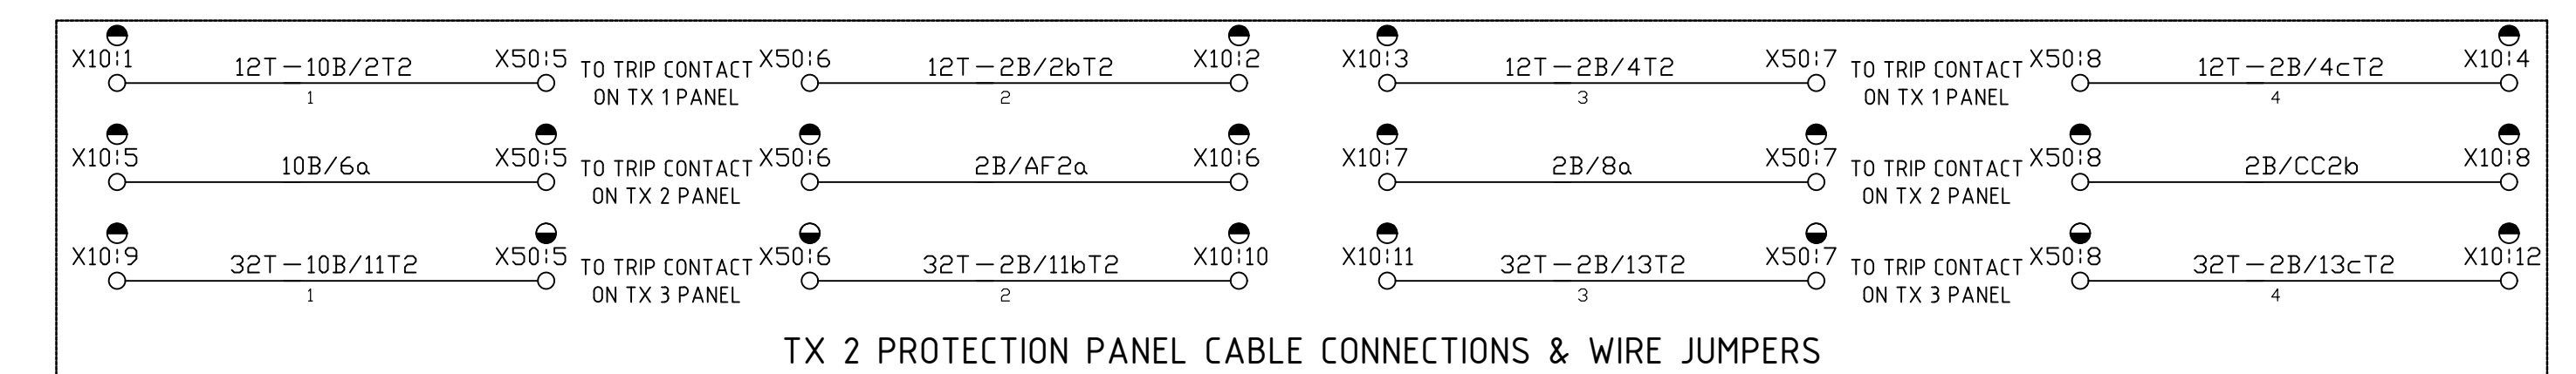 X10:1 12T-10B/2T2 X50:5 TO TRIP CONTACT X50:6 12T-2B/2bT2 X10:2 X10:3 12T-2B/4T2 X50:7 TO TRIP CONTACT X50:8 12T-2B/4cT2 X10:4
1 ON TX 1 PANEL 2 3 ON TX 1 PANEL 4
X10:5 10B/6a X50:5 TO TRIP CONTACT X50:6 2B/AF2a X10:6 X10:7 2B/8a X50:7 TO TRIP CONTACT X50:8 2B/CC2b X10:8
ON TX 2 PANEL ON TX 2 PANEL
X10:9 32T-10B/11T2 X50:5 TO TRIP CONTACT X50:6 32T-2B/11bT2 X10:10 X10:11 32T-2B/13T2 X50:7 TO TRIP CONTACT X50:8 32T-2B/13cT2 X10:12
1 ON TX 3 PANEL 2 3 ON TX 3 PANEL 4
TX 2 PROTECTION PANEL CABLE CONNECTIONS & WIRE JUMPERS